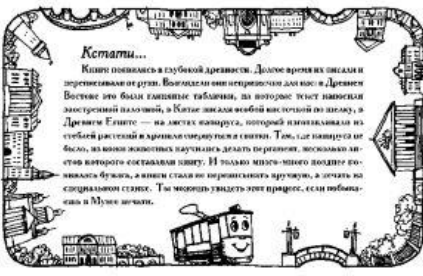 Кстати...
Книги появились в глубокой древности. Долгое время их писали и
переписывали от руки. Выглядели они непривычно для нас: в Древнем
Востоке это были глиняные таблички, на которые текст наносили
заостренной палочкой, в Китае писали особой кисточкой по шелку, в
Древнем Египте — на листах папируса, который изготавливали из
стеблей растений и хранили свернутым в свитки. Там, где папируса не
было, из кожи животных научились делать пергамент, несколько ли-
стов которого составляли книгу. И только много-много позднее по-
явилась бумага, а книги стали не переписывать вручную, а печатать на
специальном станке. Ты можешь увидеть этот процесс, если побыва-
ешь в Музее печати.